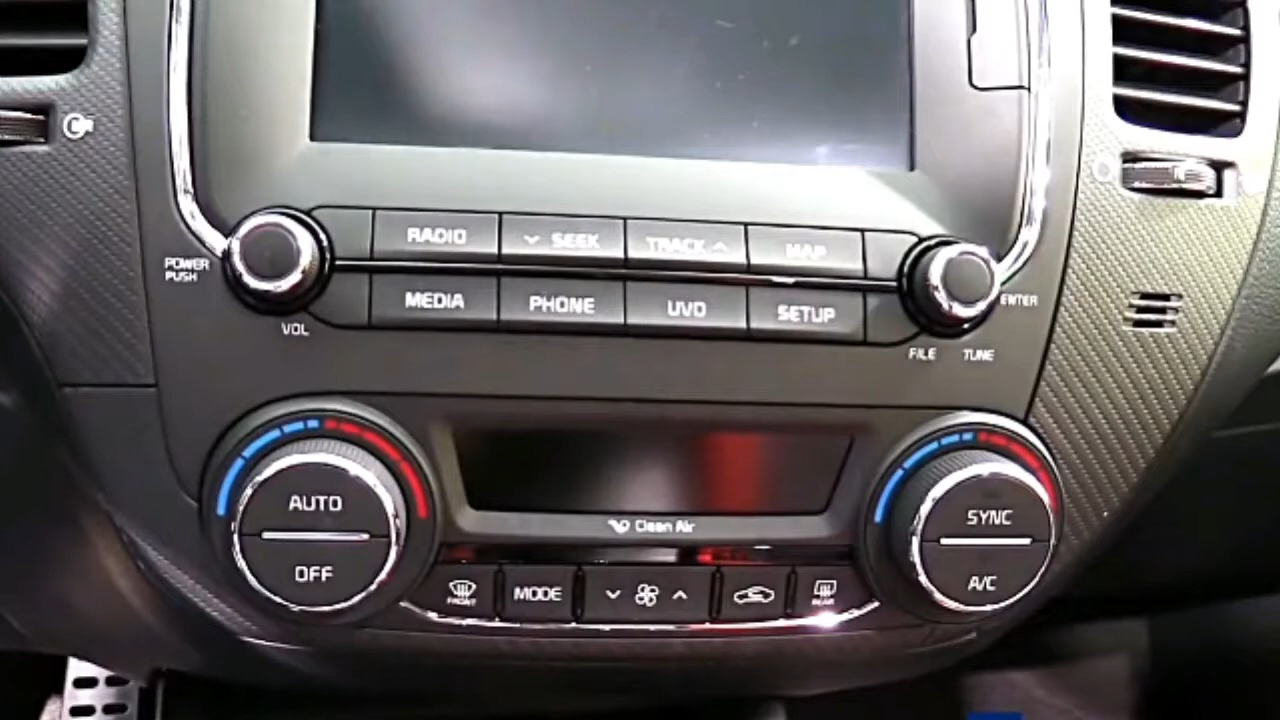 RADIO
SEEK
TRACK
MAP
POWER
PUSH
MEDIA
PHONE
UVO
SETUP
ENTER
VOL
FILE
TUNE
AUTO
OFF
Clean Air
SYNC
A/C
FRONT
MODE
REAR